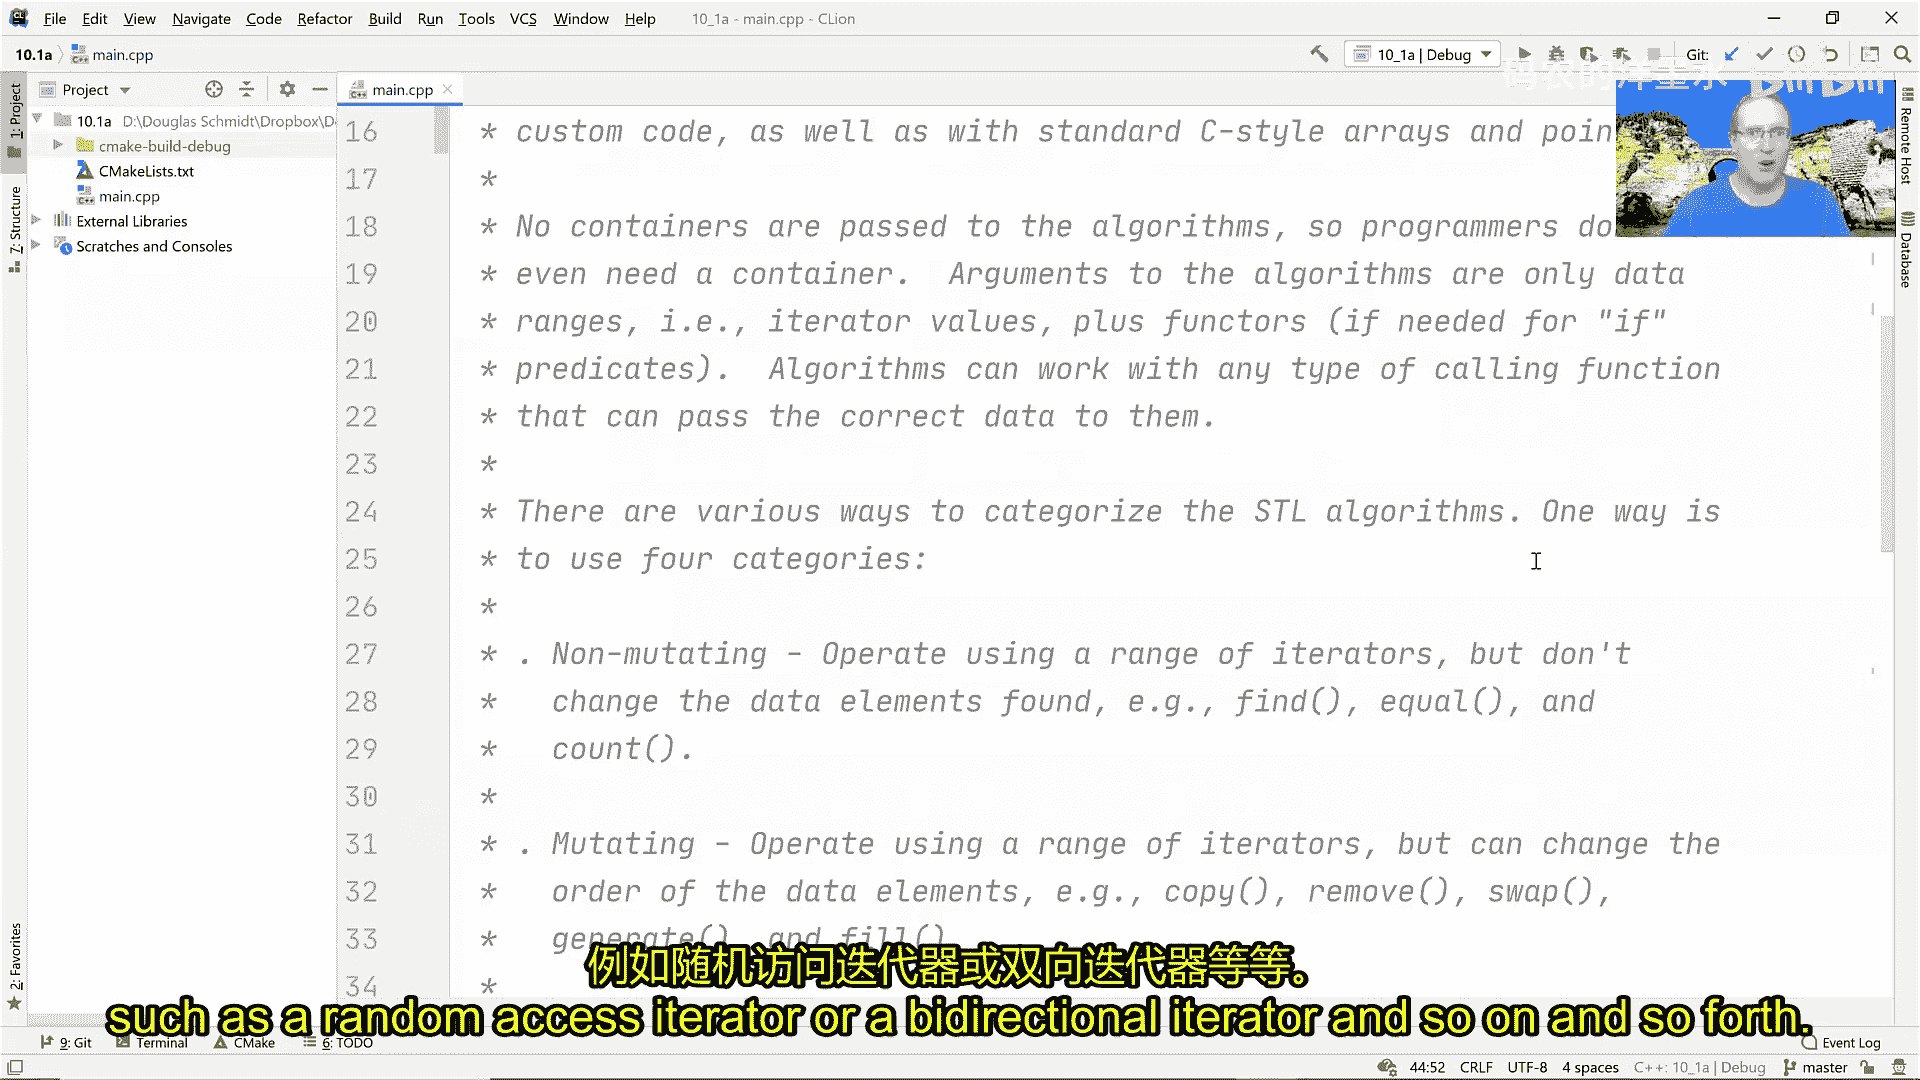 File Edit View Navigate Code Refactor Build Run Tools VCS Window Help 10_1a - main.cpp - CLion
10.1a main.cpp 10_1a | Debug Git:
Project main.cpp
1: Project
7: Structure
2: Favorites
10.1a D:\Douglas Schmidt\Dropbox\D
cmake-build-debug
CMakeLists.txt
main.cpp
External Libraries
Scratches and Consoles
16 * custom code, as well as with standard C-style arrays and poin
17 *
18 * No containers are passed to the algorithms, so programmers do
19 * even need a container. Arguments to the algorithms are only data
20 * ranges, i.e., iterator values, plus functors (if needed for "if"
21 * predicates). Algorithms can work with any type of calling function
22 * that can pass the correct data to them.
23 *
24 * There are various ways to categorize the STL algorithms. One way is
25 * to use four categories:
26 *
27 * . Non-mutating - Operate using a range of iterators, but don't
28 * change the data elements found, e.g., find(), equal(), and
29 * count().
30 *
31 * . Mutating - Operate using a range of iterators, but can change the
32 * order of the data elements, e.g., copy(), remove(), swap(),
33 * generate(), and fill()
34 *
码农的洋墨水
bilibili
Remote Host
Database
例如随机访问迭代器或双向迭代器等等。
such as a random access iterator or a bidirectional iterator and so on and so forth.
9: Git Terminal CMake 6: TODO Event Log
44:52 CRLF UTF-8 4 spaces C++: 10_1a | Debug master